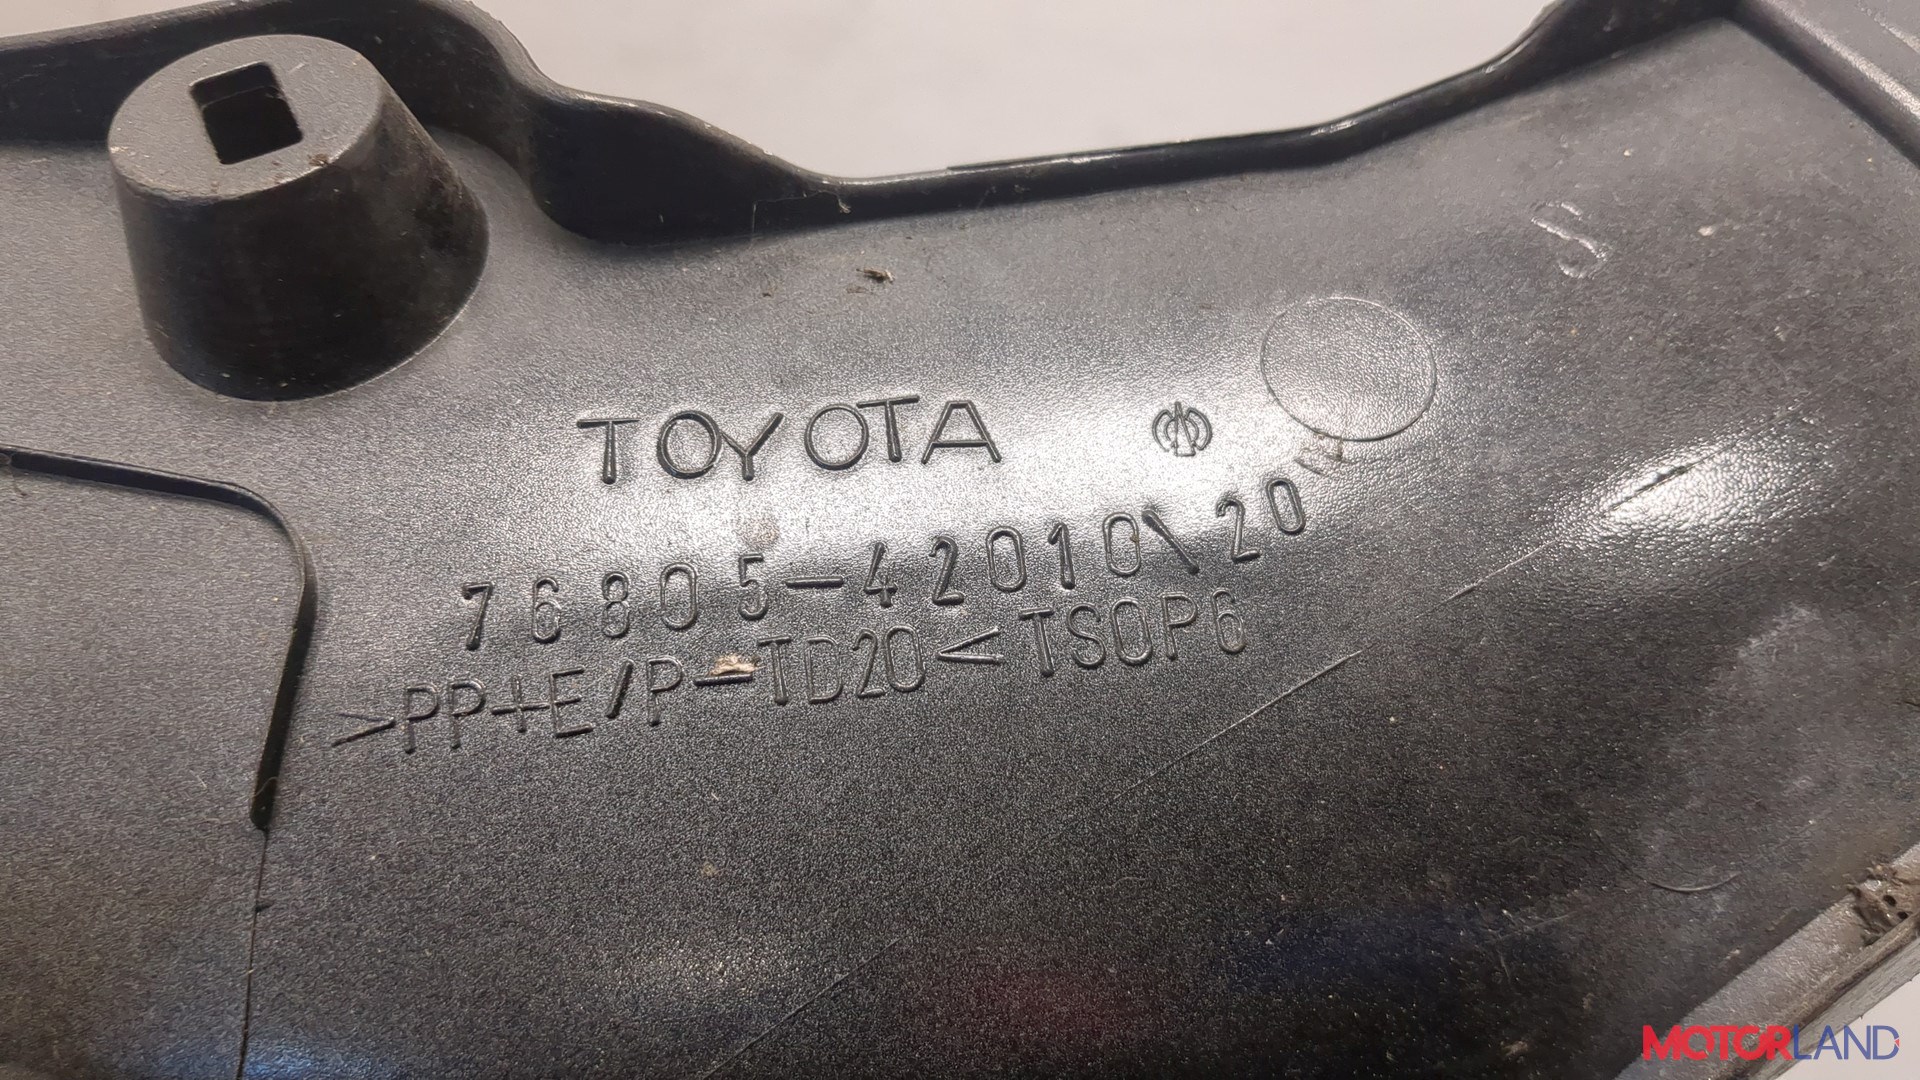 S
TOYOTA
76805-42010\20
>PP+E/P-TD20< TSOP6
MOTORLAND